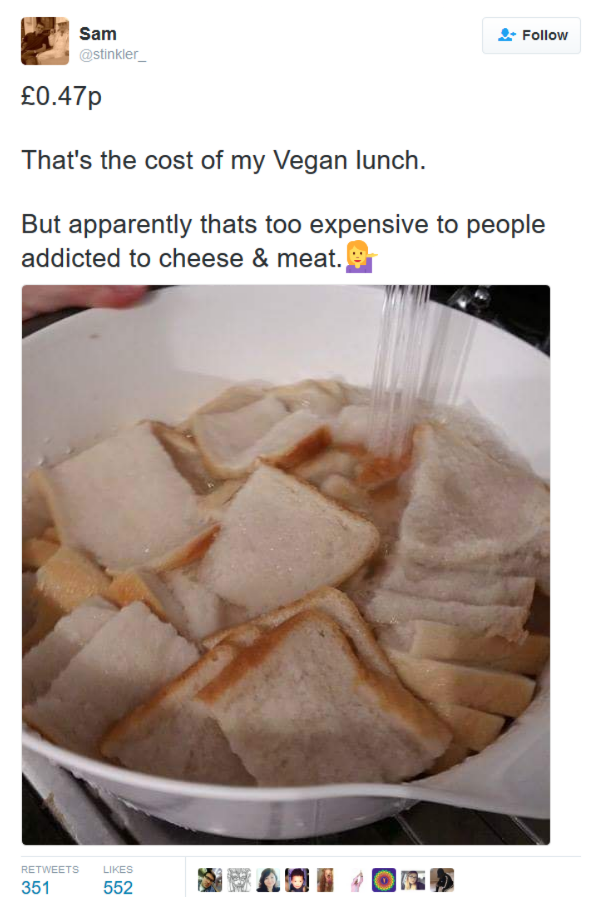 Sam
Follow
@stinkler_
£0.47p
That's the cost of my Vegan lunch.
But apparently thats too expensive to people
addicted to cheese & meat.💁
RETWEETS
LIKES
351
552